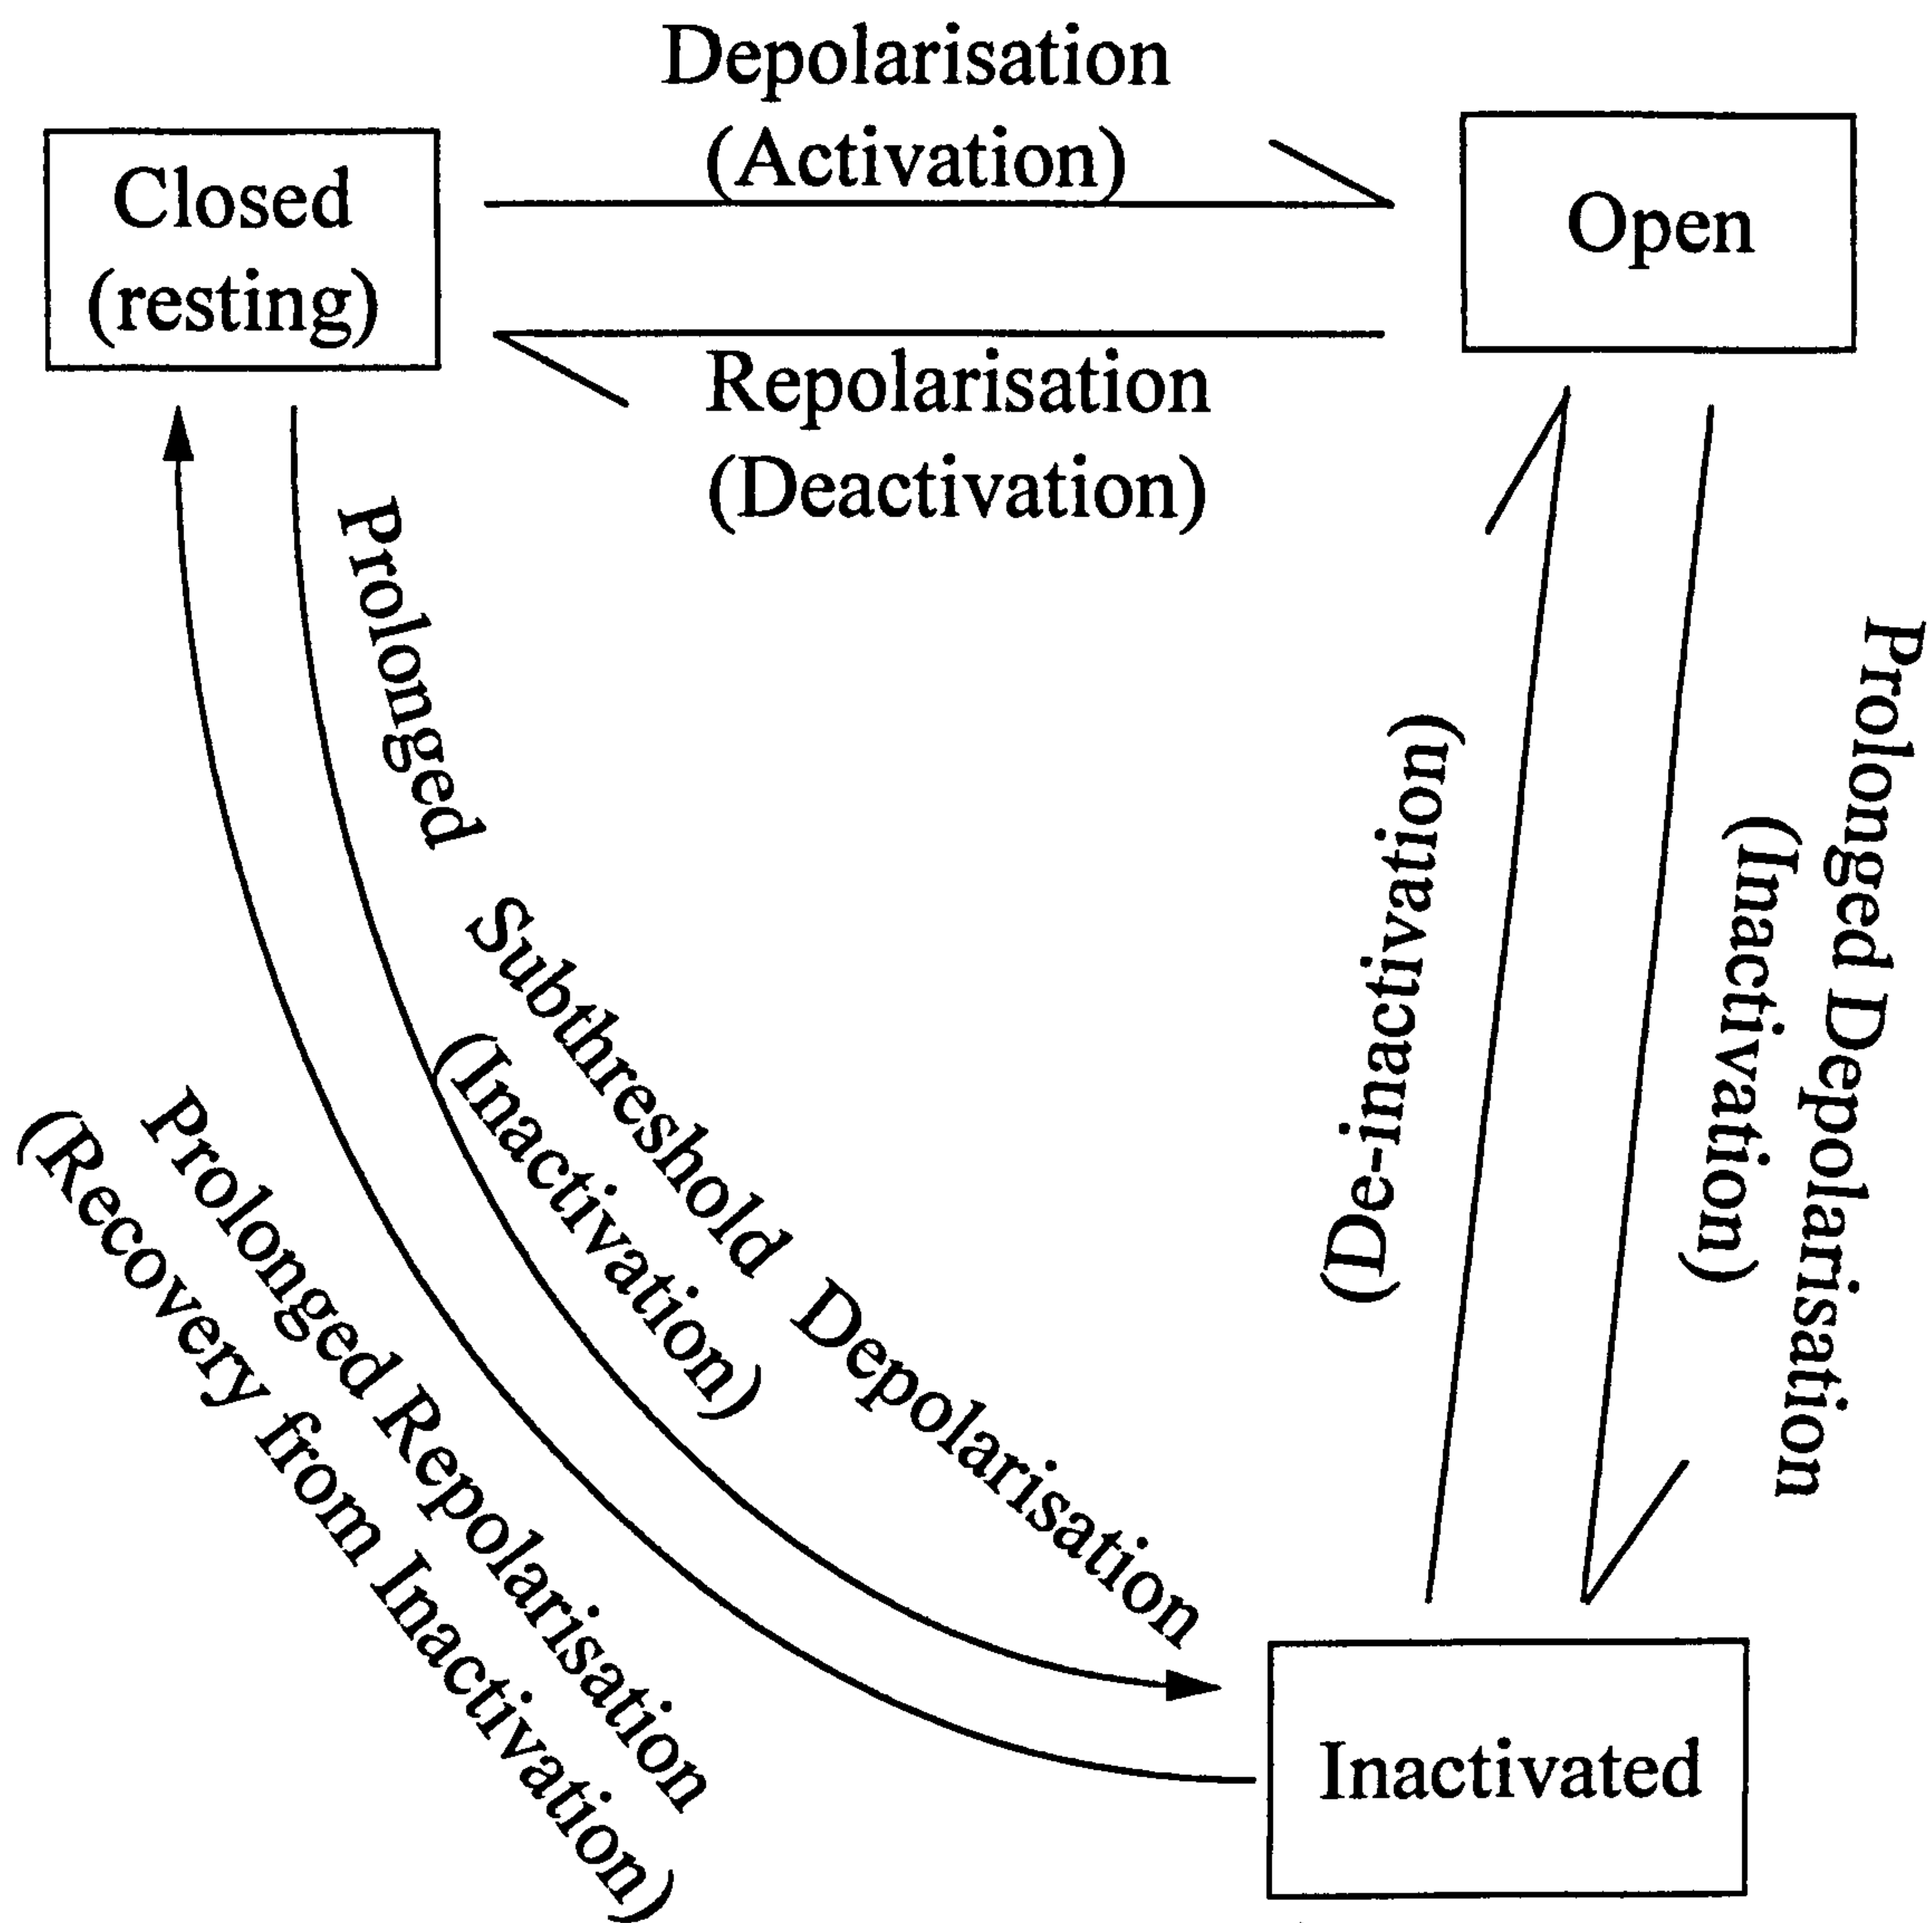 Depolarisation
(Activation)
Closed
(resting)
Open
Repolarisation
(Deactivation)
Prolonged Subthreshold Depolarisation
(Inactivation)
Prolonged Repolarisation
(Recovery from Inactivation)
(De-inactivation)
Prolonged Depolarisation
(Inactivation)
Inactivated